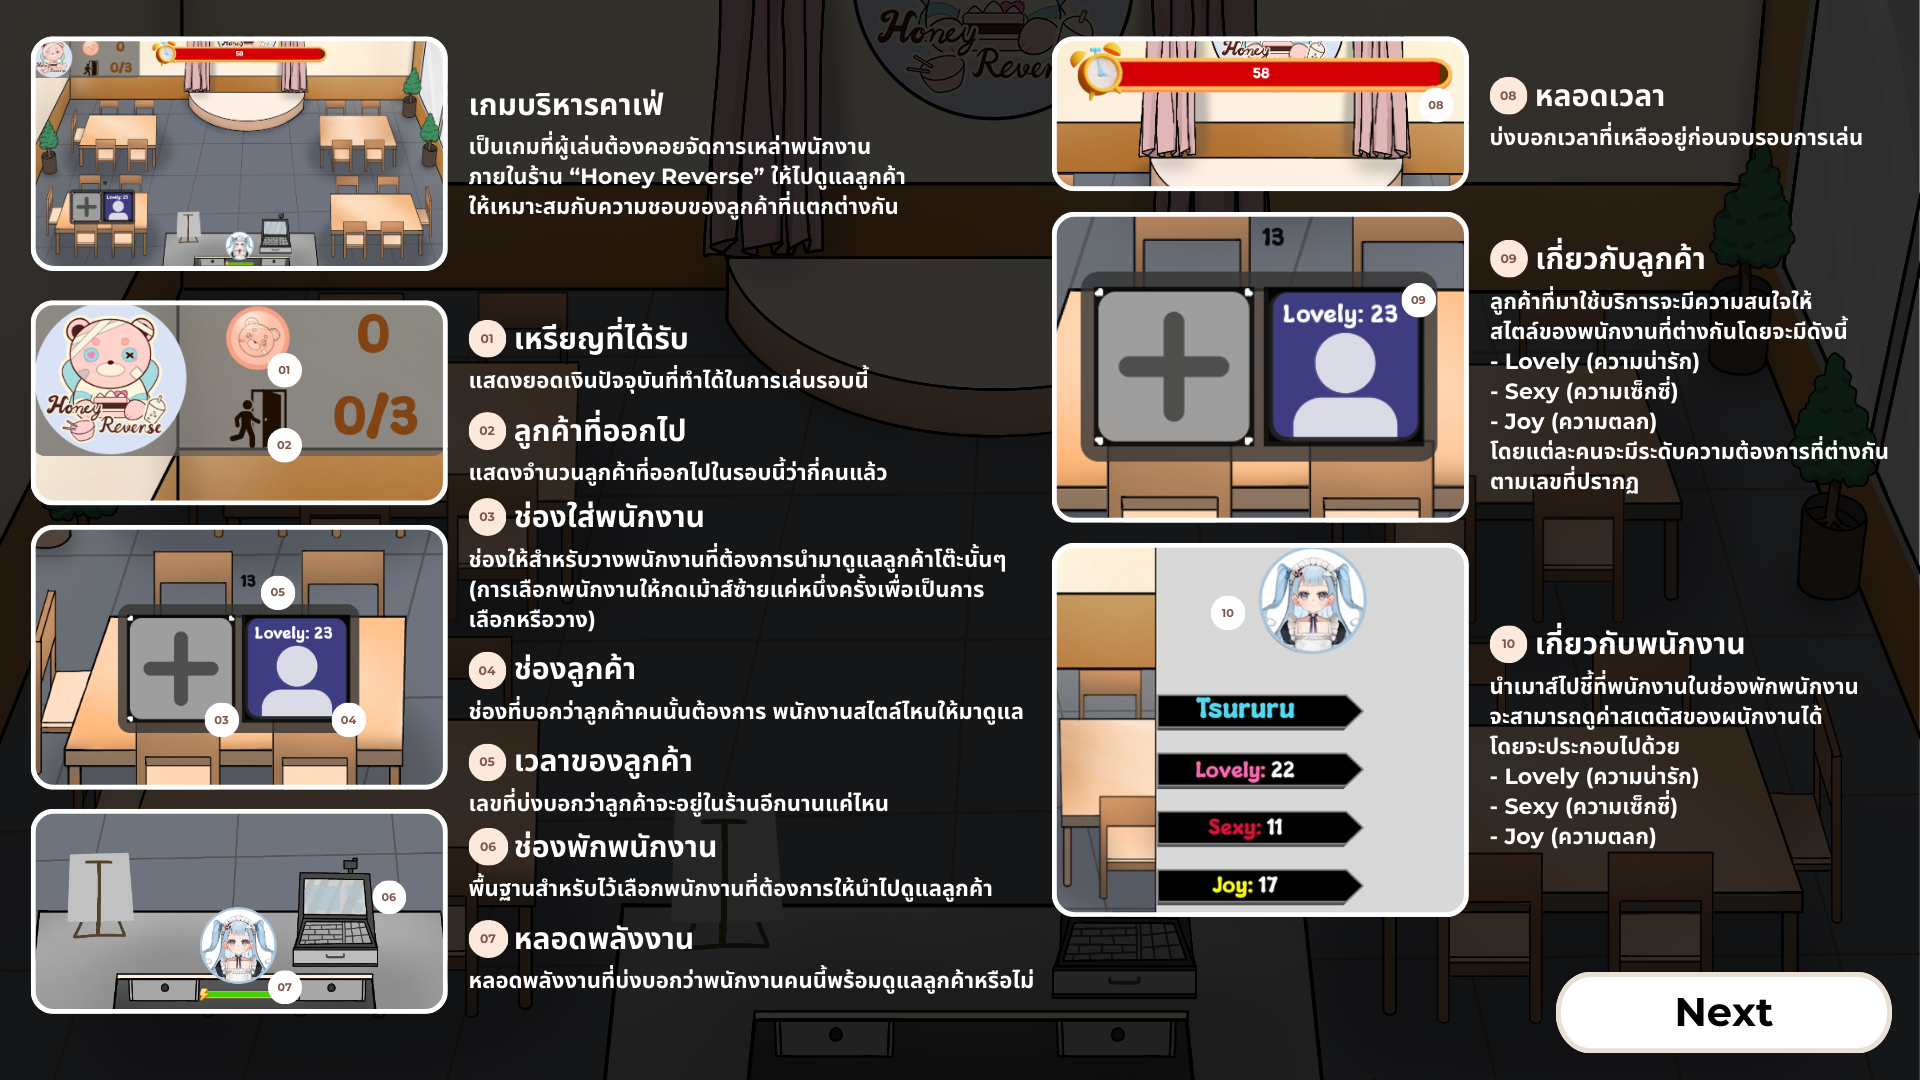 0
0/3
58
เกมบริหารคาเฟ่
เป็นเกมที่ผู้เล่นต้องคอยจัดการเหล่าพนักงาน
ภายในร้าน “Honey Reverse” ให้ไปดูแลลูกค้า
ให้เหมาะสมกับความชอบของลูกค้าที่แตกต่างกัน
Honey
Reverse
01
0
02
0/3
01 เหรียญที่ได้รับ
แสดงยอดเงินปัจจุบันที่ทำได้ในการเล่นรอบนี้
02 ลูกค้าที่ออกไป
แสดงจำนวนลูกค้าที่ออกไปในรอบนี้ว่ากี่คนแล้ว
13
05
Lovely: 23
03
04
03 ช่องใส่พนักงาน
ช่องให้สำหรับวางพนักงานที่ต้องการนำมาดูแลลูกค้าโต๊ะนั้นๆ
(การเลือกพนักงานให้กดเม้าส์ซ้ายแค่หนึ่งครั้งเพื่อเป็นการ
เลือกหรือวาง)
04 ช่องลูกค้า
ช่องที่บอกว่าลูกค้าคนนั้นต้องการ พนักงานสไตล์ไหนให้มาดูแล
05 เวลาของลูกค้า
เลขที่บ่งบอกว่าลูกค้าจะอยู่ในร้านอีกนานแค่ไหน
06
07
06 ช่องพักพนักงาน
พื้นฐานสำหรับไว้เลือกพนักงานที่ต้องการให้นำไปดูแลลูกค้า
07 หลอดพลังงาน
หลอดพลังงานที่บ่งบอกว่าพนักงานคนนี้พร้อมดูแลลูกค้าหรือไม่
Honey
58
08
08 หลอดเวลา
บ่งบอกเวลาที่เหลืออยู่ก่อนจบรอบการเล่น
13
Lovely: 23
09
09 เกี่ยวกับลูกค้า
ลูกค้าที่มาใช้บริการจะมีความสนใจให้
สไตล์ของพนักงานที่ต่างกันโดยจะมีดังนี้
- Lovely (ความน่ารัก)
- Sexy (ความเซ็กซี่)
- Joy (ความตลก)
โดยแต่ละคนจะมีระดับความต้องการที่ต่างกัน
ตามเลขที่ปรากฏ
10
Tsururu
Lovely: 22
Sexy: 11
Joy: 17
10 เกี่ยวกับพนักงาน
นำเมาส์ไปชี้ที่พนักงานในช่องพักพนักงาน
จะสามารถดูค่าสเตตัสของผนักงานได้
โดยจะประกอบไปด้วย
- Lovely (ความน่ารัก)
- Sexy (ความเซ็กซี่)
- Joy (ความตลก)
Next